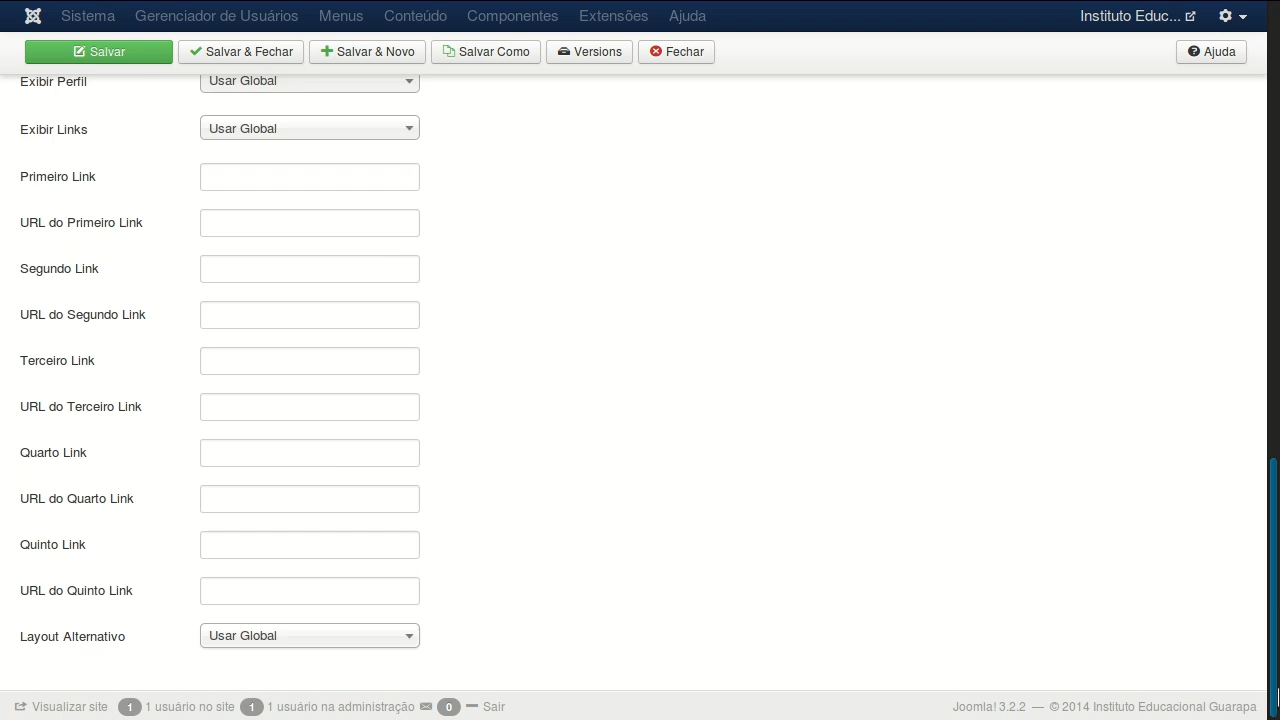 Sistema Gerenciador de Usuários Menus Conteúdo Componentes Extensões Ajuda Instituto Educ...
Salvar Salvar & Fechar Salvar & Novo Salvar Como Versions Fechar Ajuda
Exibir Perfil Usar Global
Exibir Links Usar Global
Primeiro Link
URL do Primeiro Link
Segundo Link
URL do Segundo Link
Terceiro Link
URL do Terceiro Link
Quarto Link
URL do Quarto Link
Quinto Link
URL do Quinto Link
Layout Alternativo Usar Global
Visualizar site 1 1 usuário no site 1 1 usuário na administração 0 Sair Joomla! 3.2.2 — © 2014 Instituto Educacional Guarapa